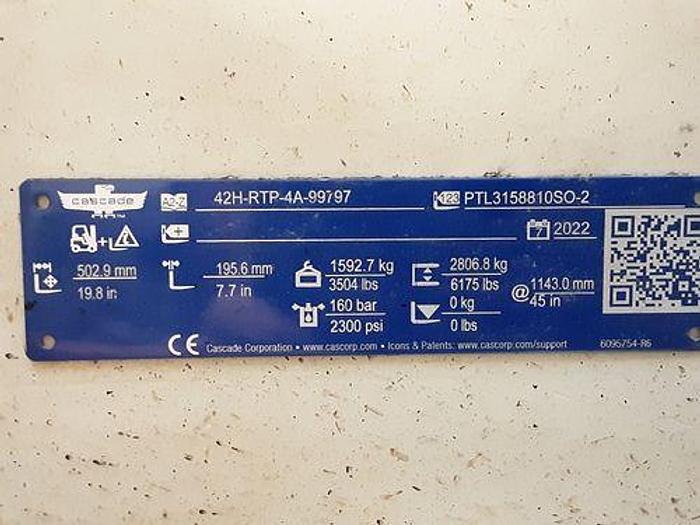 cascade ™ A2-Z 42H-RTP-4A-99797 123 PTL3158810SO-2
7 2022
502.9 mm 195.6 mm 1592.7 kg 2806.8 kg @1143.0 mm
19.8 in 7.7 in 3504 lbs 6175 lbs 45 in
160 bar 0 kg
2300 psi 0 lbs
CE Cascade Corporation • www.cascorp.com • Icons & Patents: www.cascorp.com/support 6095754-R6